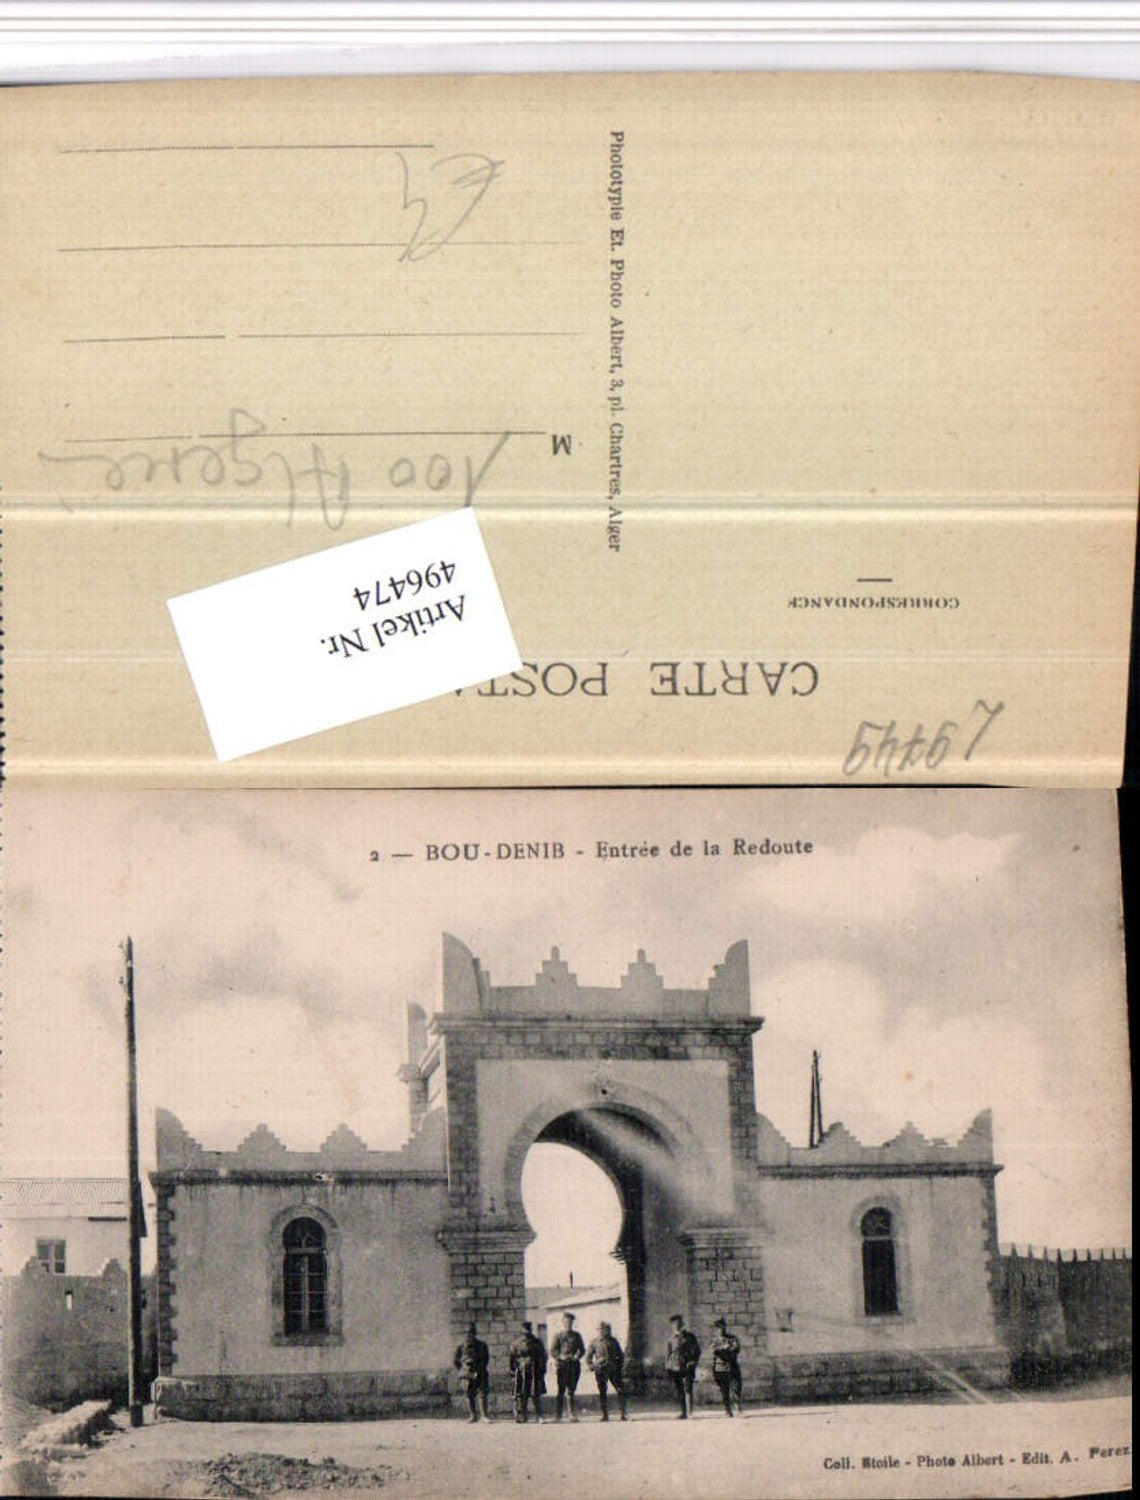 Phototypie Et. Photo Albert, 3, pl. Chartres, Alger
M
100 Algerie
Artikel Nr.
496474
CORRESPONDANCE
CARTE POSTA
2 — BOU-DENIB - Entrée de la Redoute
Coll. Etoile - Photo Albert - Edit. A. Perez